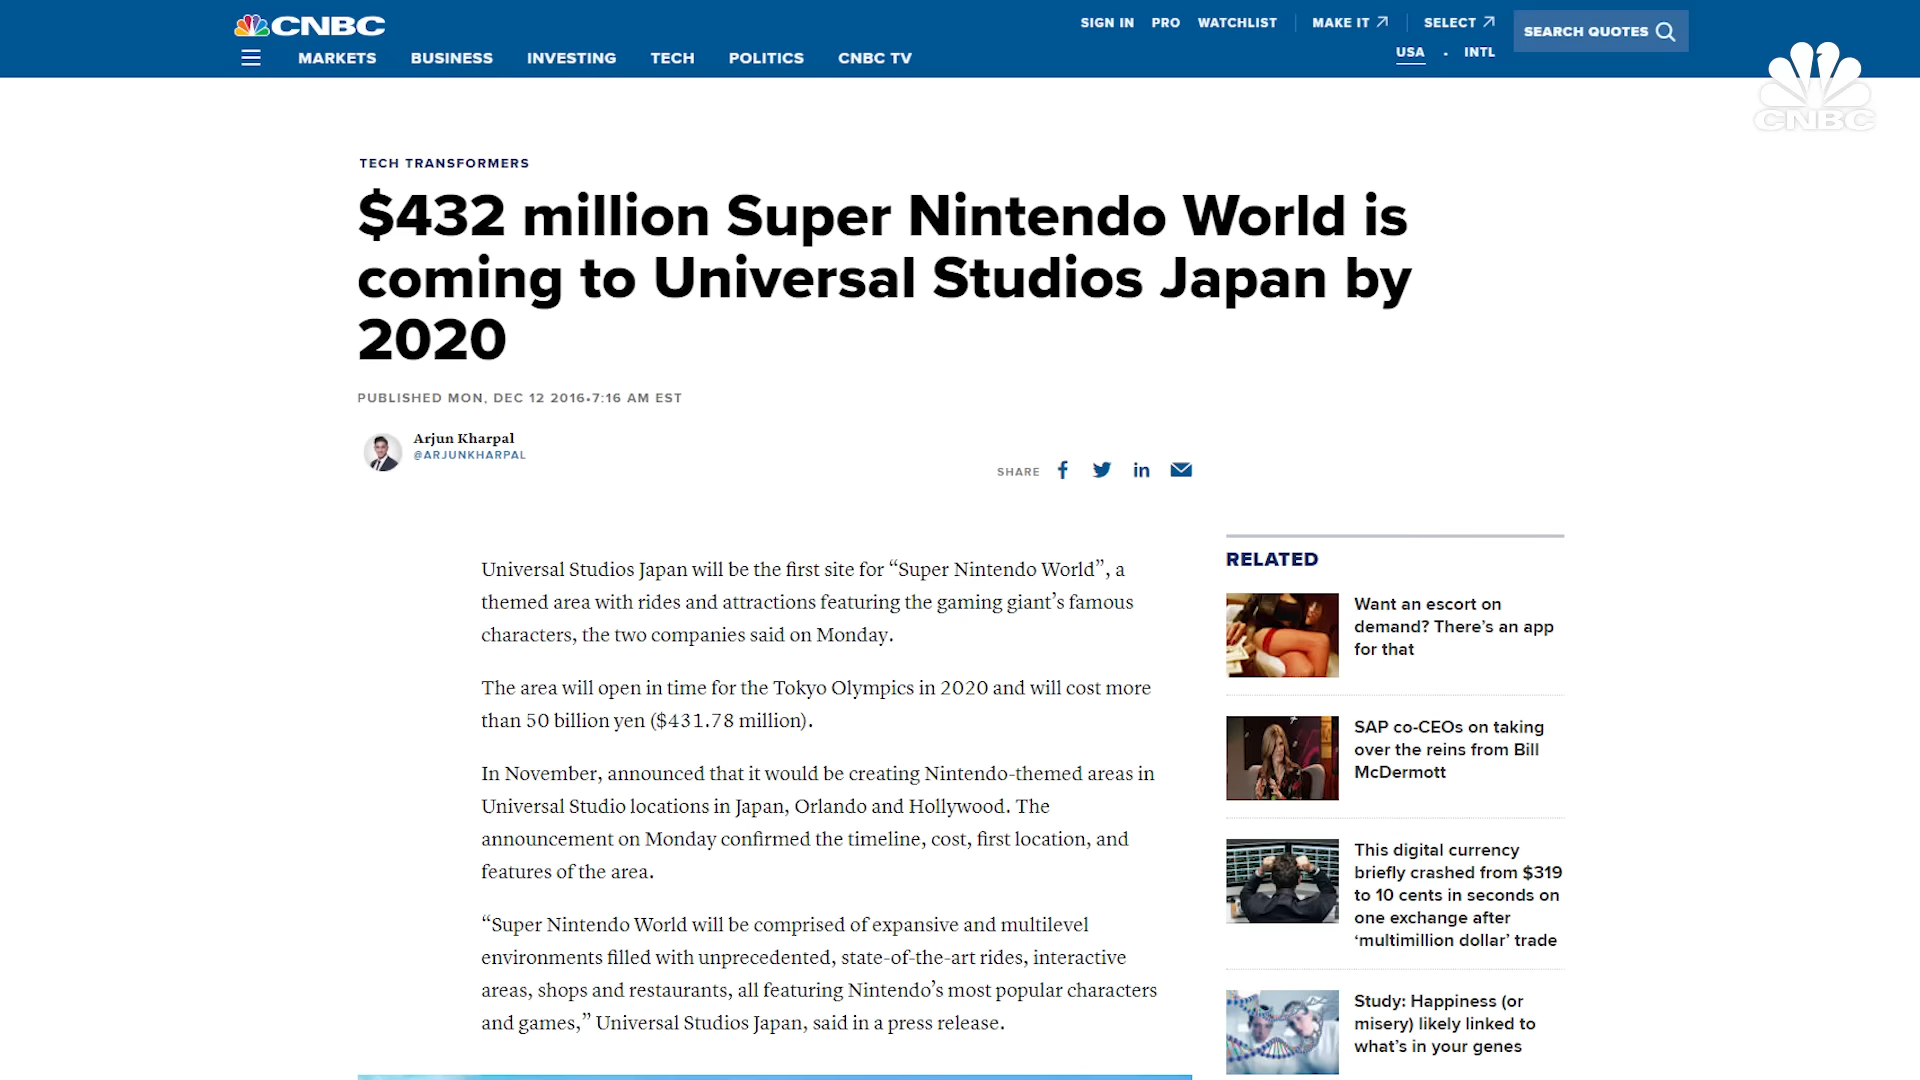 CNBC
SIGN IN PRO WATCHLIST MAKE IT SELECT
SEARCH QUOTES
USA • INTL
MARKETS BUSINESS INVESTING TECH POLITICS CNBC TV
CNBC
TECH TRANSFORMERS
$432 million Super Nintendo World is
coming to Universal Studios Japan by
2020
PUBLISHED MON, DEC 12 2016•7:16 AM EST
Arjun Kharpal
@ARJUNKHARPAL
SHARE
in
Universal Studios Japan will be the first site for “Super Nintendo World”, a
themed area with rides and attractions featuring the gaming giant’s famous
characters, the two companies said on Monday.
The area will open in time for the Tokyo Olympics in 2020 and will cost more
than 50 billion yen ($431.78 million).
In November, announced that it would be creating Nintendo-themed areas in
Universal Studio locations in Japan, Orlando and Hollywood. The
announcement on Monday confirmed the timeline, cost, first location, and
features of the area.
“Super Nintendo World will be comprised of expansive and multilevel
environments filled with unprecedented, state-of-the-art rides, interactive
areas, shops and restaurants, all featuring Nintendo’s most popular characters
and games,” Universal Studios Japan, said in a press release.
RELATED
Want an escort on
demand? There’s an app
for that
SAP co-CEOs on taking
over the reins from Bill
McDermott
This digital currency
briefly crashed from $319
to 10 cents in seconds on
one exchange after
‘multimillion dollar’ trade
Study: Happiness (or
misery) likely linked to
what’s in your genes